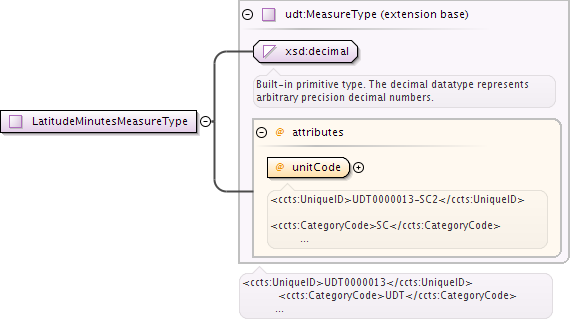 udt:MeasureType (extension base)
xsd:decimal
Built-in primitive type. The decimal datatype represents
arbitrary precision decimal numbers.
LatitudeMinutesMeasureType
@ attributes
@ unitCode
<ccts:UniqueID>UDT0000013-SC2</ccts:UniqueID>
<ccts:CategoryCode>SC</ccts:CategoryCode>
...
<ccts:UniqueID>UDT0000013</ccts:UniqueID>
<ccts:CategoryCode>UDT</ccts:CategoryCode>
...